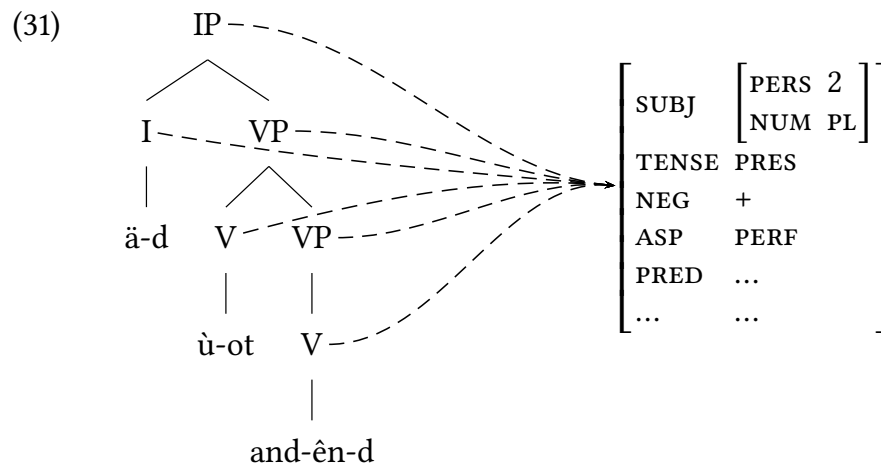 (31)
IP
I VP
ä-d V VP
ù-ot V
and-ên-d
SUBJ PERS 2
NUM PL
TENSE PRES
NEG +
ASP PERF
PRED ...
... ...